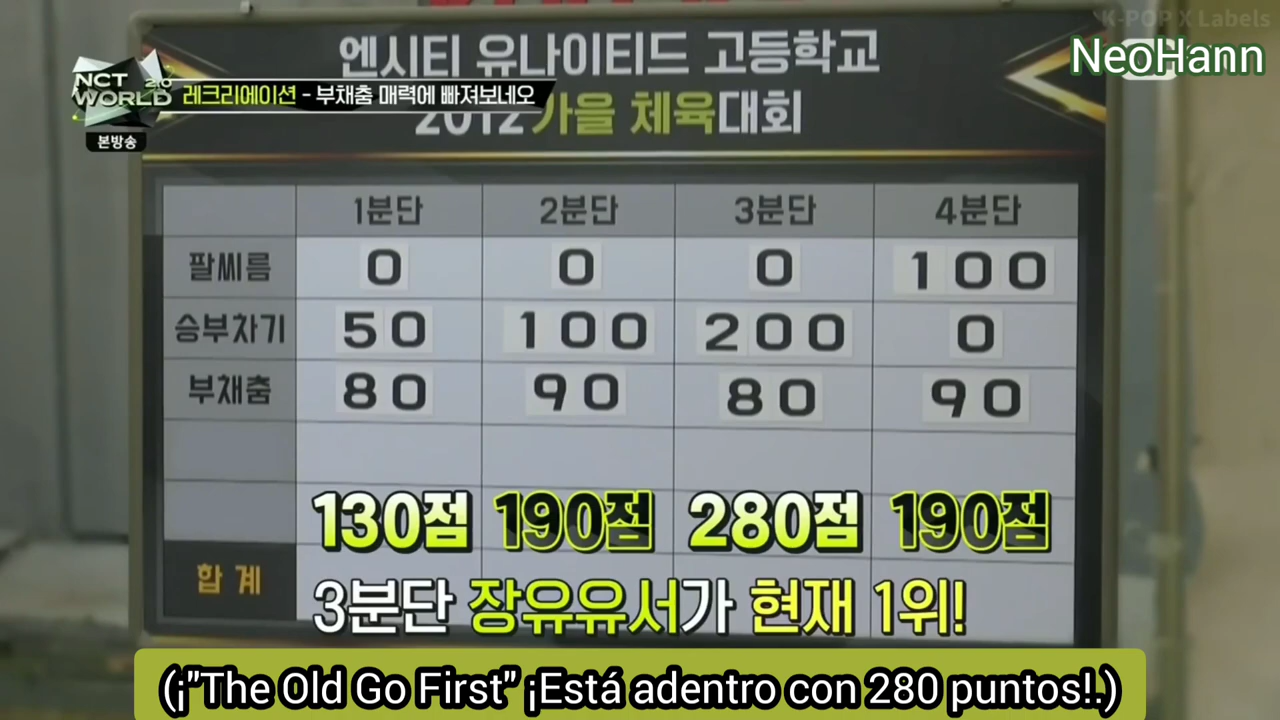 K-POP X Labels
NeoHann
NCT WORLD 2.0
본방송
레크리에이션 - 부채춤 매력에 빠져보네오
엔시티 유나이티드 고등학교
2012 가을 체육대회
1분단 2분단 3분단 4분단
팔씨름 0 0 0 100
승부차기 50 100 200 0
부채춤 80 90 80 90
130점 190점 280점 190점
합계
3분단 장유유서가 현재 1위!
(¡"The Old Go First" ¡Está adentro con 280 puntos!.)